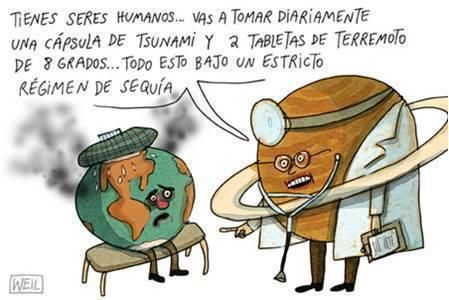 TIENES SERES HUMANOS... VAS A TOMAR DIARIAMENTE
UNA CÁPSULA DE TSUNAMI Y 2 TABLETAS DE TERREMOTO
DE 8 GRADOS... TODO ESTO BAJO UN ESTRICTO
RÉGIMEN DE SEQUÍA
WEIL